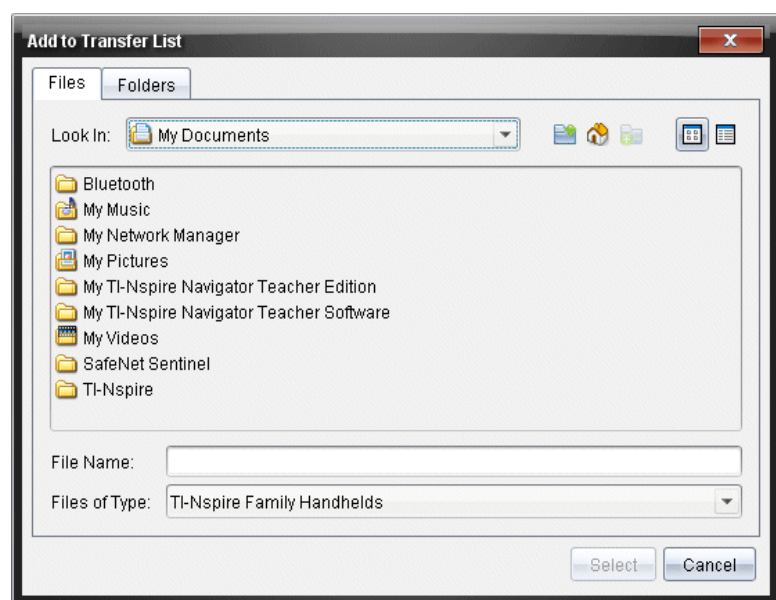 Add to Transfer List
Files Folders
Look In: My Documents
Bluetooth
My Music
My Network Manager
My Pictures
My TI-Nspire Navigator Teacher Edition
My TI-Nspire Navigator Teacher Software
My Videos
SafeNet Sentinel
TI-Nspire
File Name:
Files of Type: TI-Nspire Family Handhelds
Select Cancel